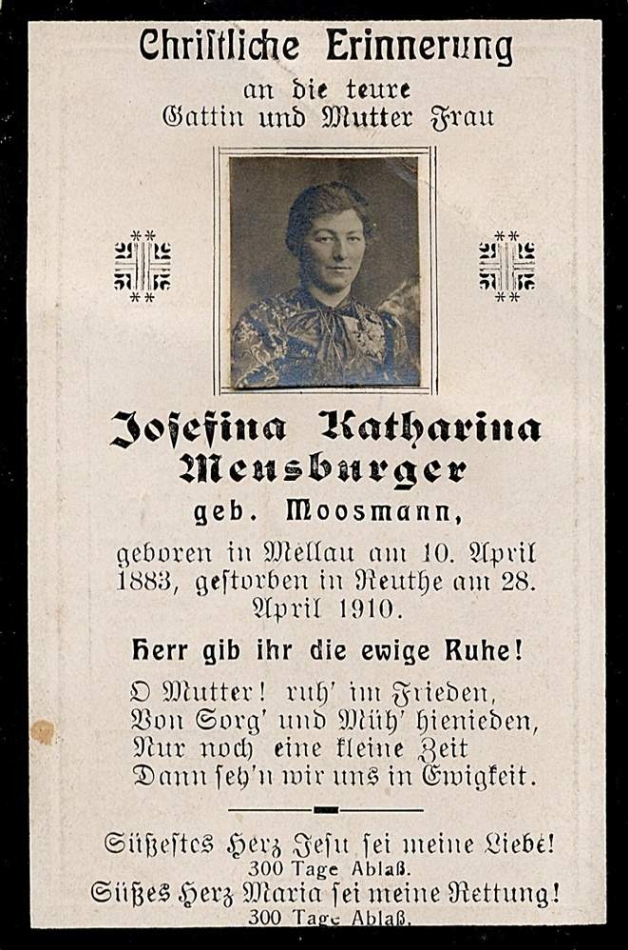 Christliche Erinnerung
an die teure
Gattin und Mutter Frau
Josefina Katharina
Meusburger
geb. Moosmann,
geboren in Mellau am 10. April
1883, gestorben in Reuthe am 28.
April 1910.
Herr gib ihr die ewige Ruhe!
O Mutter! ruh' im Frieden,
Von Sorg' und Müh' hienieden,
Nur noch eine kleine Zeit
Dann seh'n wir uns in Ewigkeit.
Süßestes Herz Jesu sei meine Liebe!
300 Tage Ablaß.
Süßes Herz Maria sei meine Rettung!
300 Tage Ablaß.